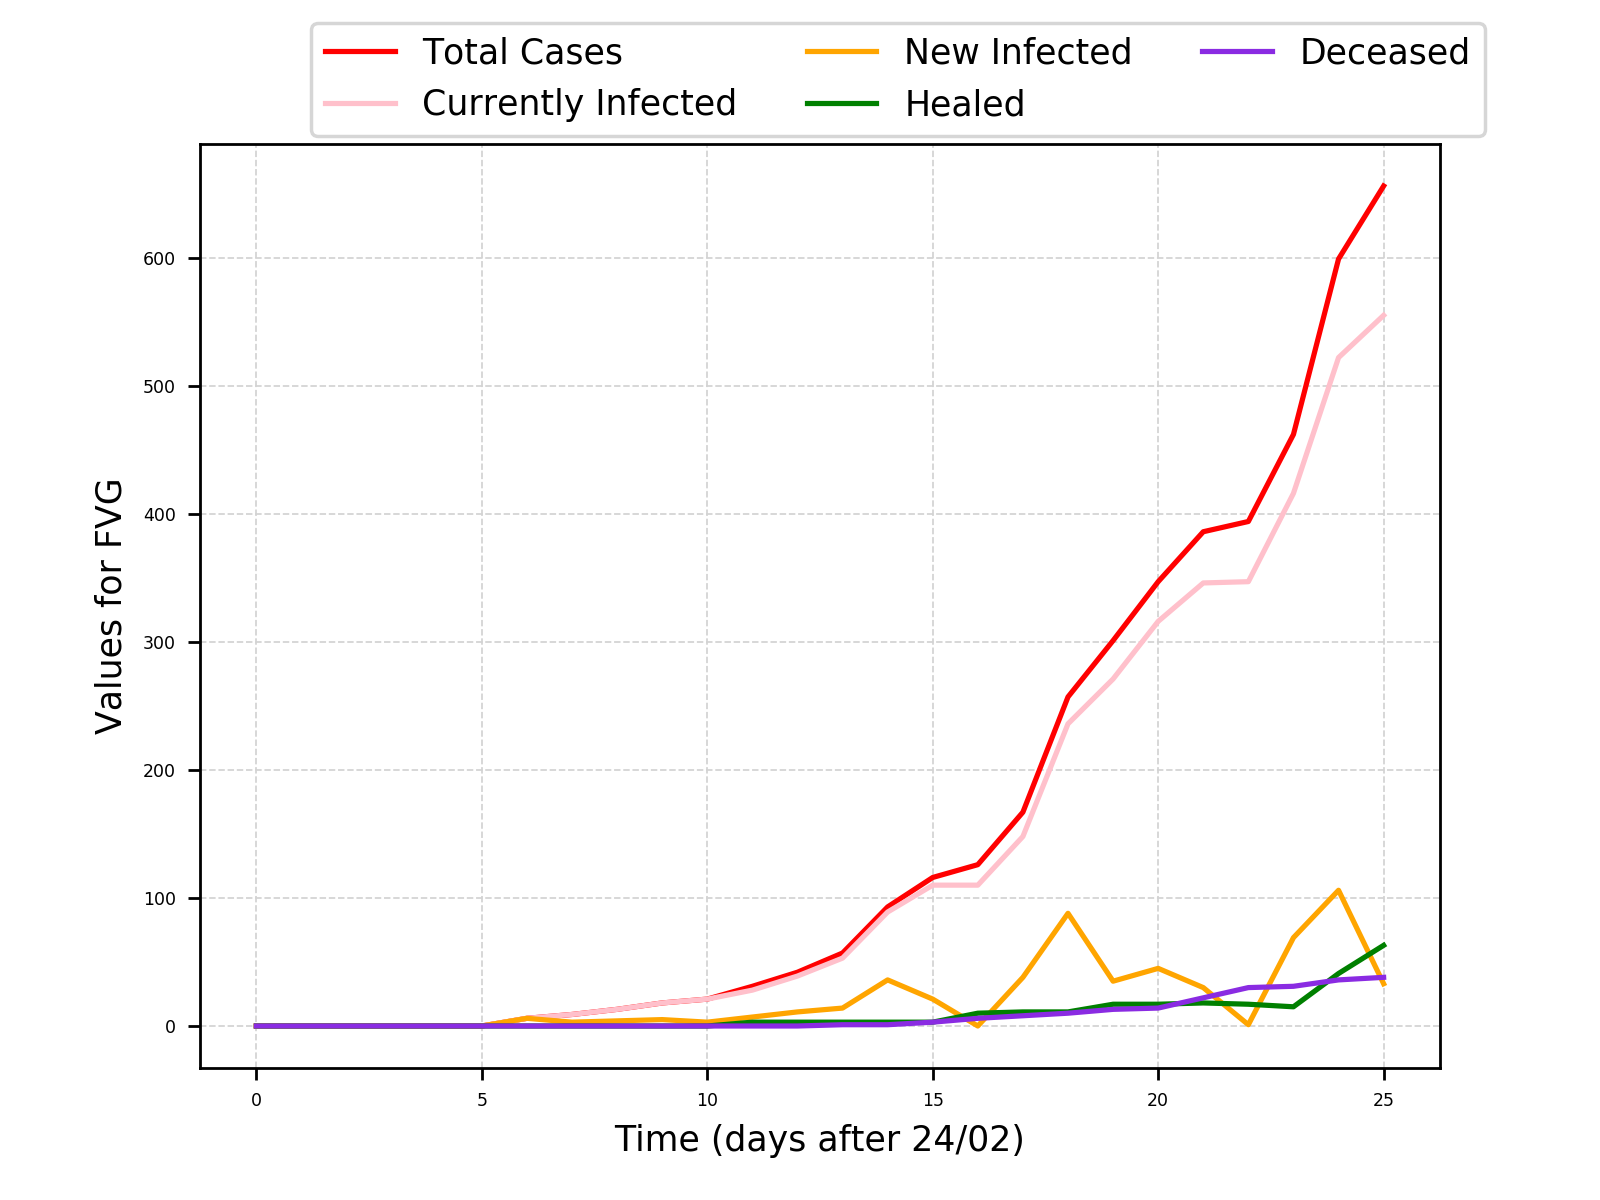 Total Cases
New Infected
Deceased
Currently Infected
Healed
600
500
400
300
200
100
0
Values for FVG
0 5 10 15 20 25
Time (days after 24/02)